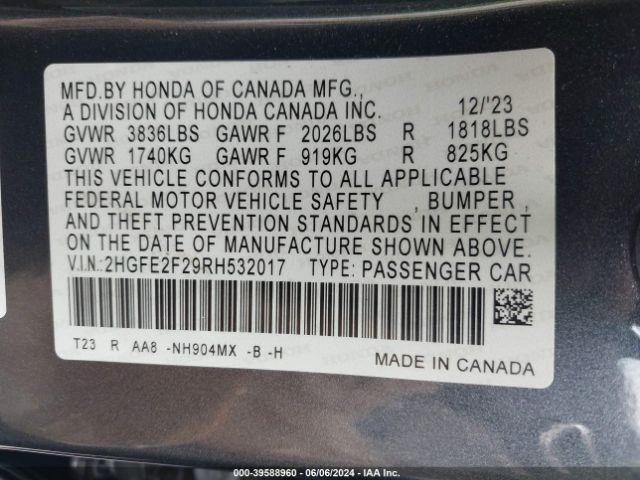 MFD.BY HONDA OF CANADA MFG.,
A DIVISION OF HONDA CANADA INC. 12/'23
GVWR 3836LBS GAWR F 2026LBS R 1818LBS
GVWR 1740KG GAWR F 919KG R 825KG
THIS VEHICLE CONFORMS TO ALL APPLICABLE
FEDERAL MOTOR VEHICLE SAFETY , BUMPER ,
AND THEFT PREVENTION STANDARDS IN EFFECT
ON THE DATE OF MANUFACTURE SHOWN ABOVE.
V.I.N.:2HGFE2F29RH532017 TYPE: PASSENGER CAR
T23 R AA8 -NH904MX -B -H
MADE IN CANADA
000-39588960 - 06/06/2024 - IAA Inc.